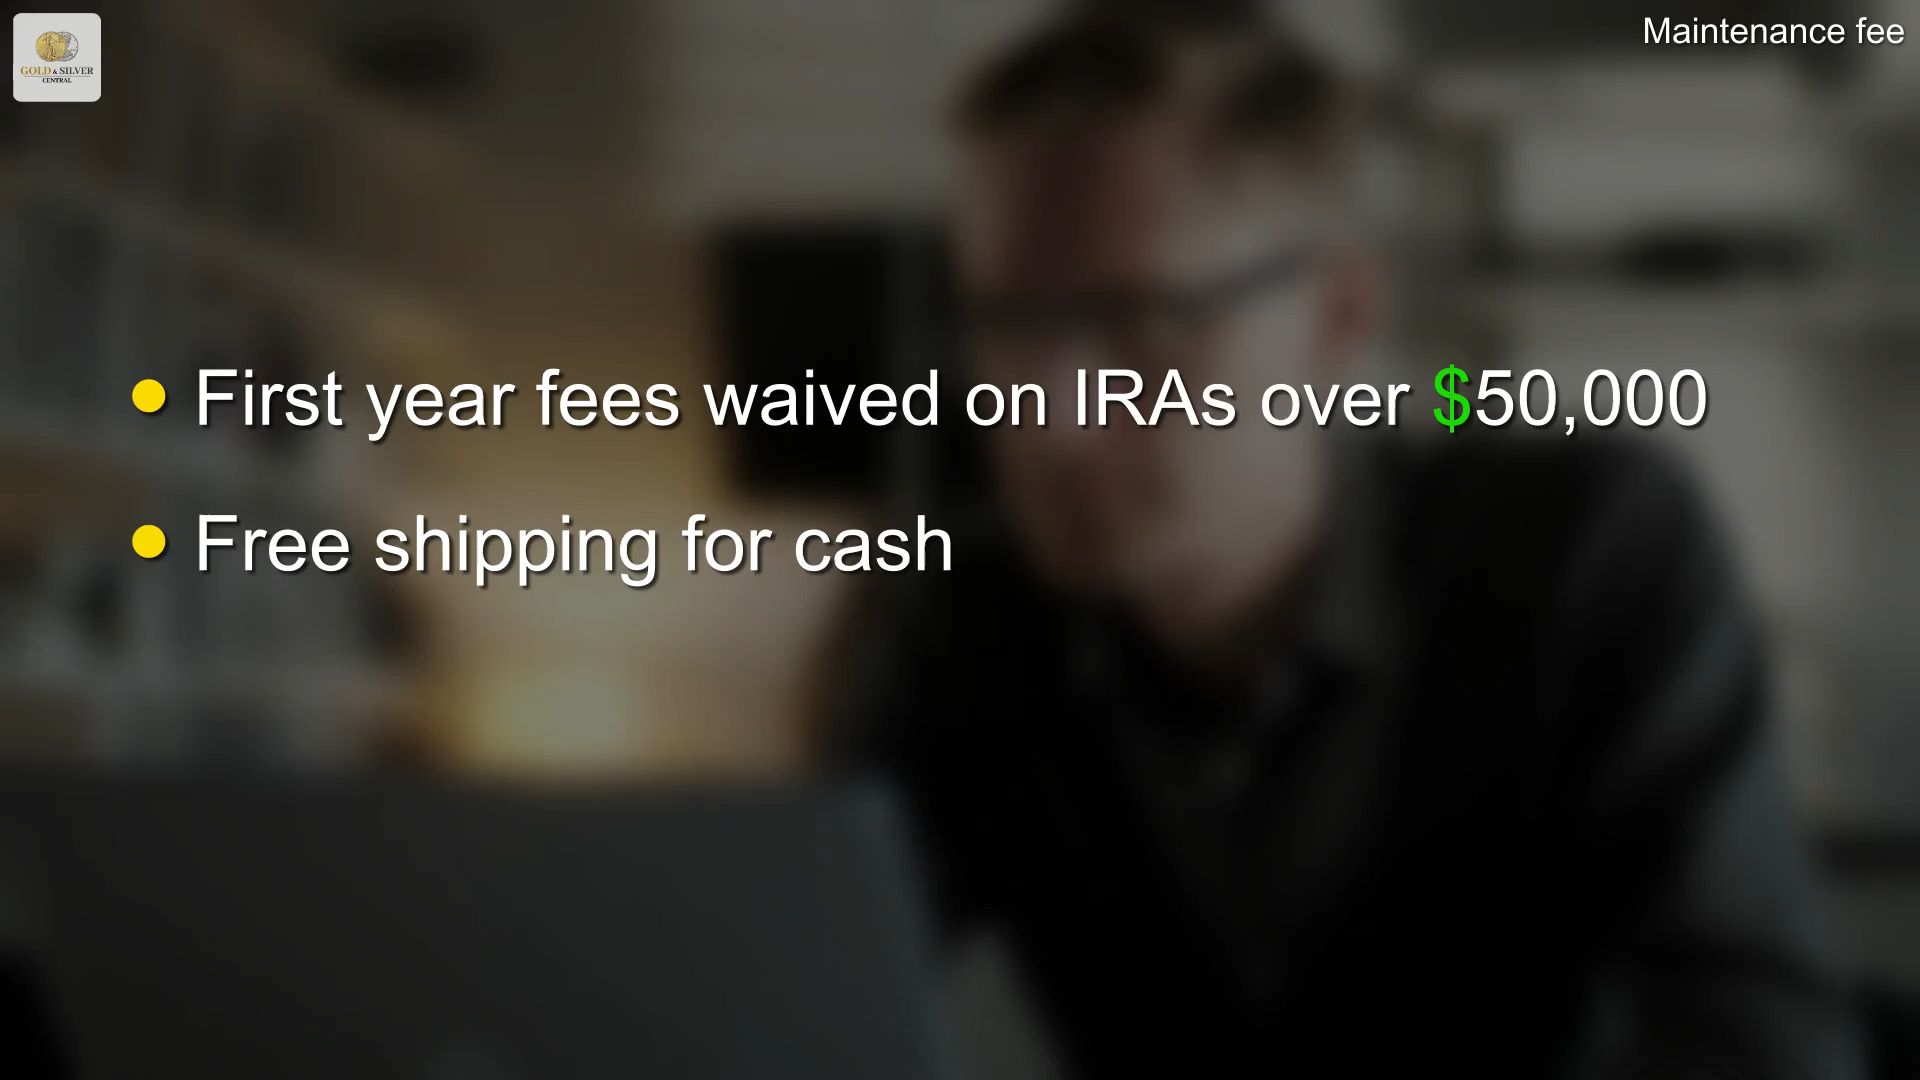 GOLD & SILVER
CENTRAL
Maintenance fee
First year fees waived on IRAs over $50,000
Free shipping for cash